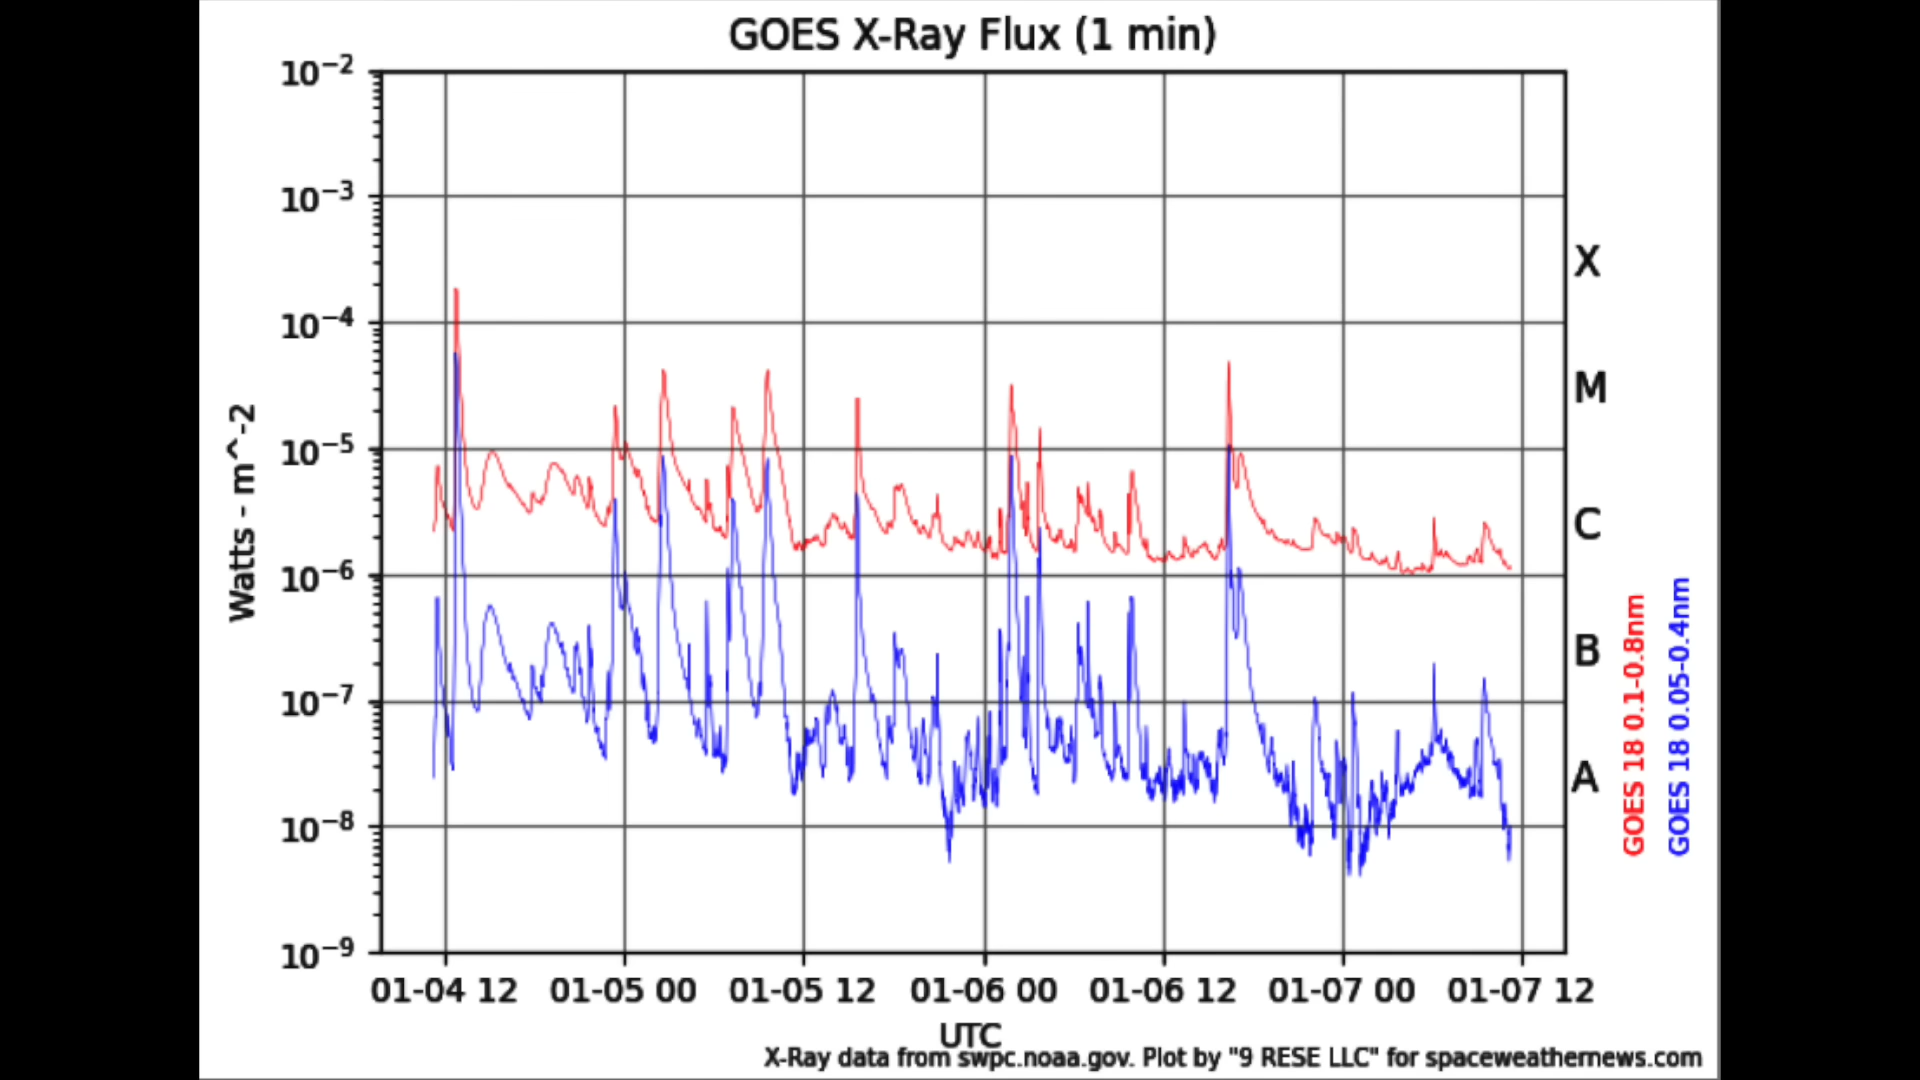 GOES X-Ray Flux (1 min)
10−2
10−3
10−4
10−5
10−6
10−7
10−8
10−9
Watts - m^-2
X
M
C
B
A
GOES 18 0.1-0.8nm
GOES 18 0.05-0.4nm
01-04 12 01-05 00 01-05 12 01-06 00 01-06 12 01-07 00 01-07 12
UTC
X-Ray data from swpc.noaa.gov. Plot by "9 RESE LLC" for spaceweathernews.com